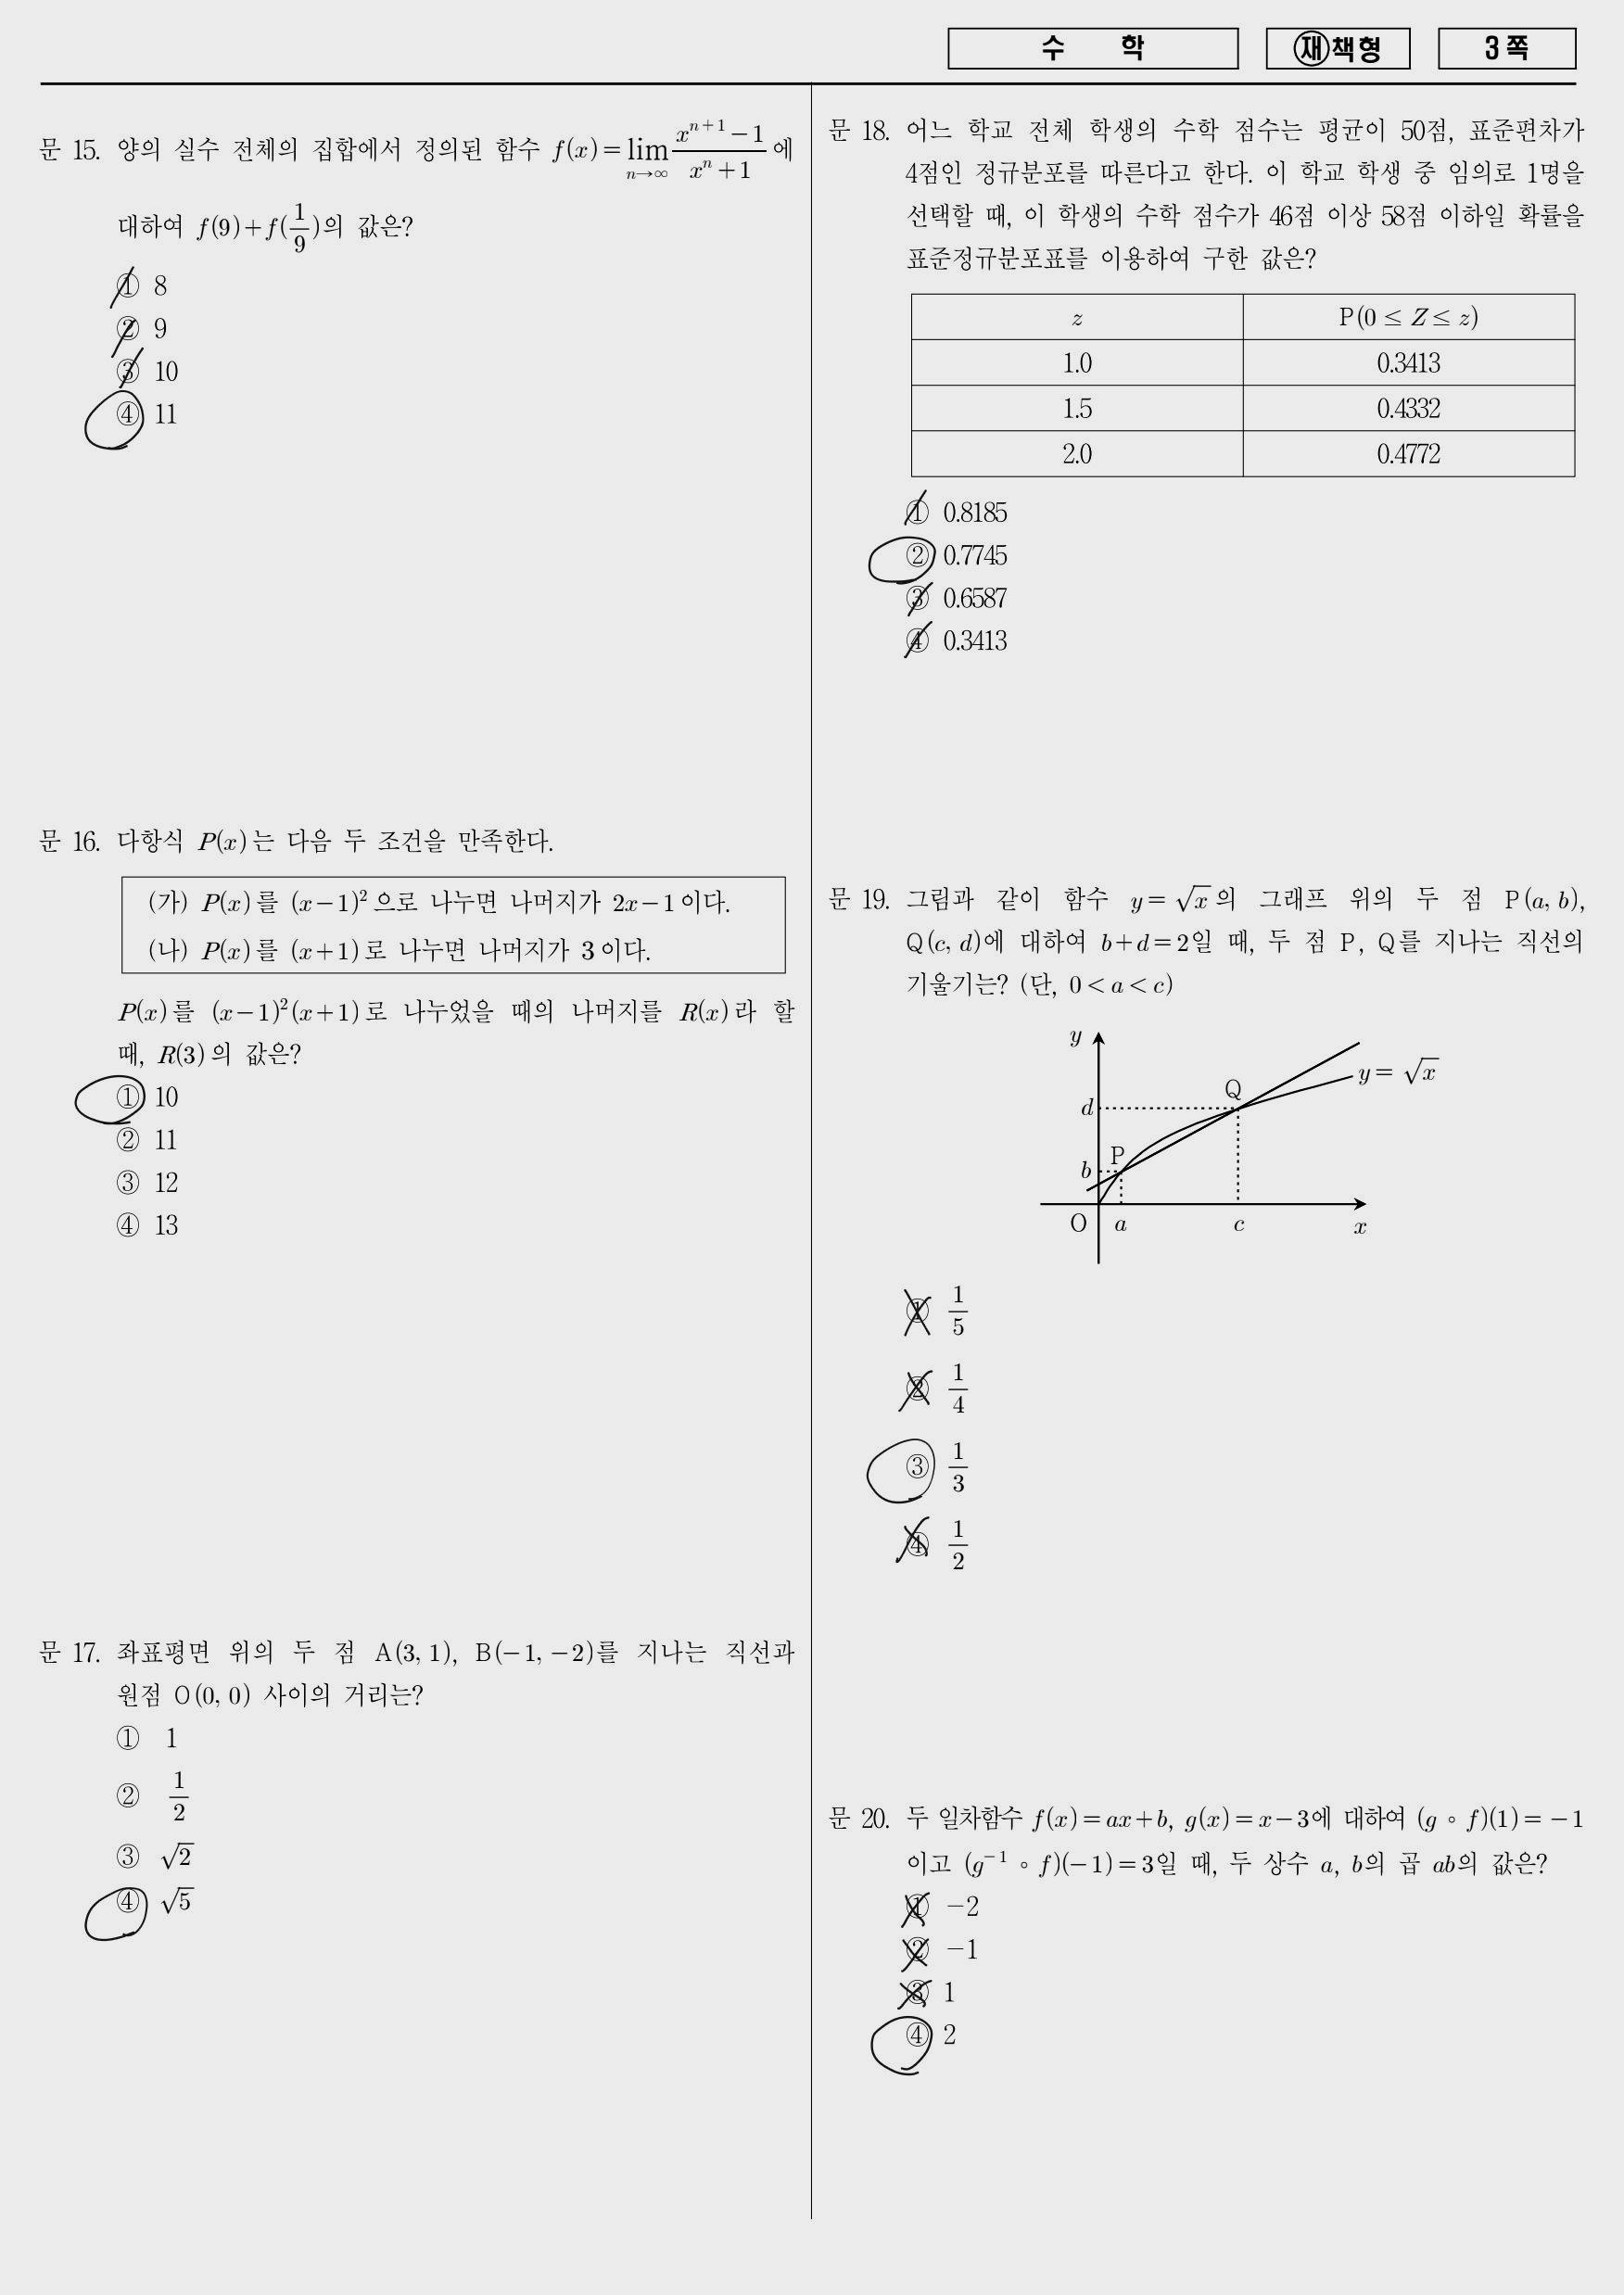 수 학
재책형
3 쪽
문 15. 양의 실수 전체의 집합에서 정의된 함수 f(x) = lim_{n→∞} \frac{x^{n+1}-1}{x^n+1} 에
대하여 f(9)+f(\frac{1}{9})의 값은?
① 8
② 9
③ 10
④ 11
문 16. 다항식 P(x)는 다음 두 조건을 만족한다.
(가) P(x)를 (x-1)²으로 나누면 나머지가 2x-1이다.
(나) P(x)를 (x+1)로 나누면 나머지가 3이다.
P(x)를 (x-1)²(x+1)로 나누었을 때의 나머지를 R(x)라 할
때, R(3)의 값은?
① 10
② 11
③ 12
④ 13
문 17. 좌표평면 위의 두 점 A(3, 1), B(-1, -2)를 지나는 직선과
원점 O(0, 0) 사이의 거리는?
① 1
② \frac{1}{2}
③ √2
④ √5
문 18. 어느 학교 전체 학생의 수학 점수는 평균이 50점, 표준편차가
4점인 정규분포를 따른다고 한다. 이 학교 학생 중 임의로 1명을
선택할 때, 이 학생의 수학 점수가 46점 이상 58점 이하일 확률을
표준정규분포표를 이용하여 구한 값은?
z P(0 ≤ Z ≤ z)
1.0 0.3413
1.5 0.4332
2.0 0.4772
① 0.8185
② 0.7745
③ 0.6587
④ 0.3413
문 19. 그림과 같이 함수 y = √x의 그래프 위의 두 점 P(a, b),
Q(c, d)에 대하여 b+d=2일 때, 두 점 P, Q를 지나는 직선의
기울기는? (단, 0<a<c)
y
y = √x
Q
d
P
b
O a c x
① \frac{1}{5}
② \frac{1}{4}
③ \frac{1}{3}
④ \frac{1}{2}
문 20. 두 일차함수 f(x)=ax+b, g(x)=x-3에 대하여 (g ∘ f)(1)=-1
이고 (g⁻¹ ∘ f)(-1)=3일 때, 두 상수 a, b의 곱 ab의 값은?
① -2
② -1
③ 1
④ 2